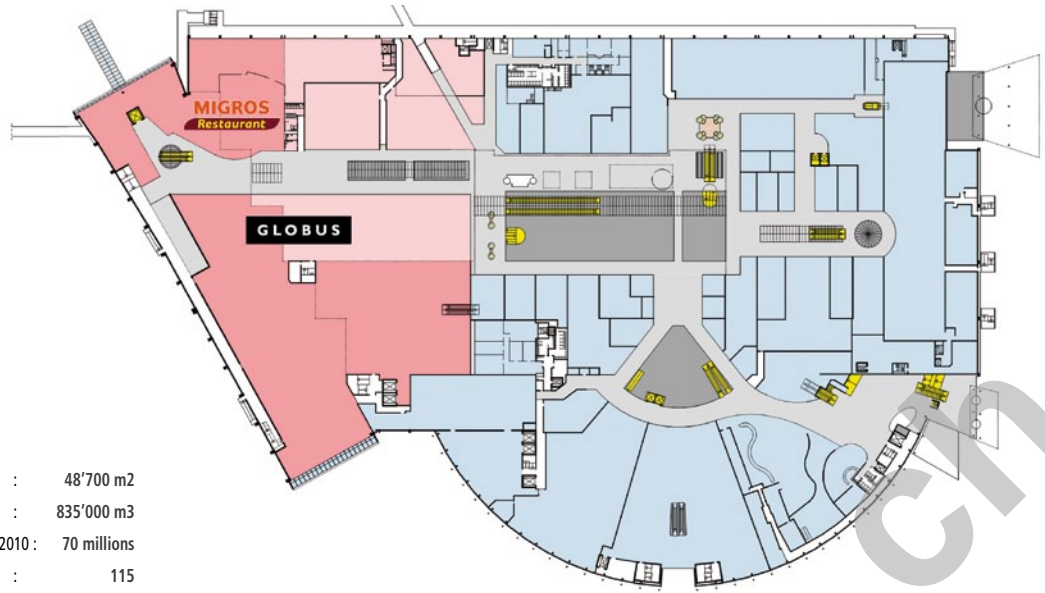 MIGROS
Restaurant
GLOBUS
: 48’700 m2
: 835’000 m3
2010 : 70 millions
: 115